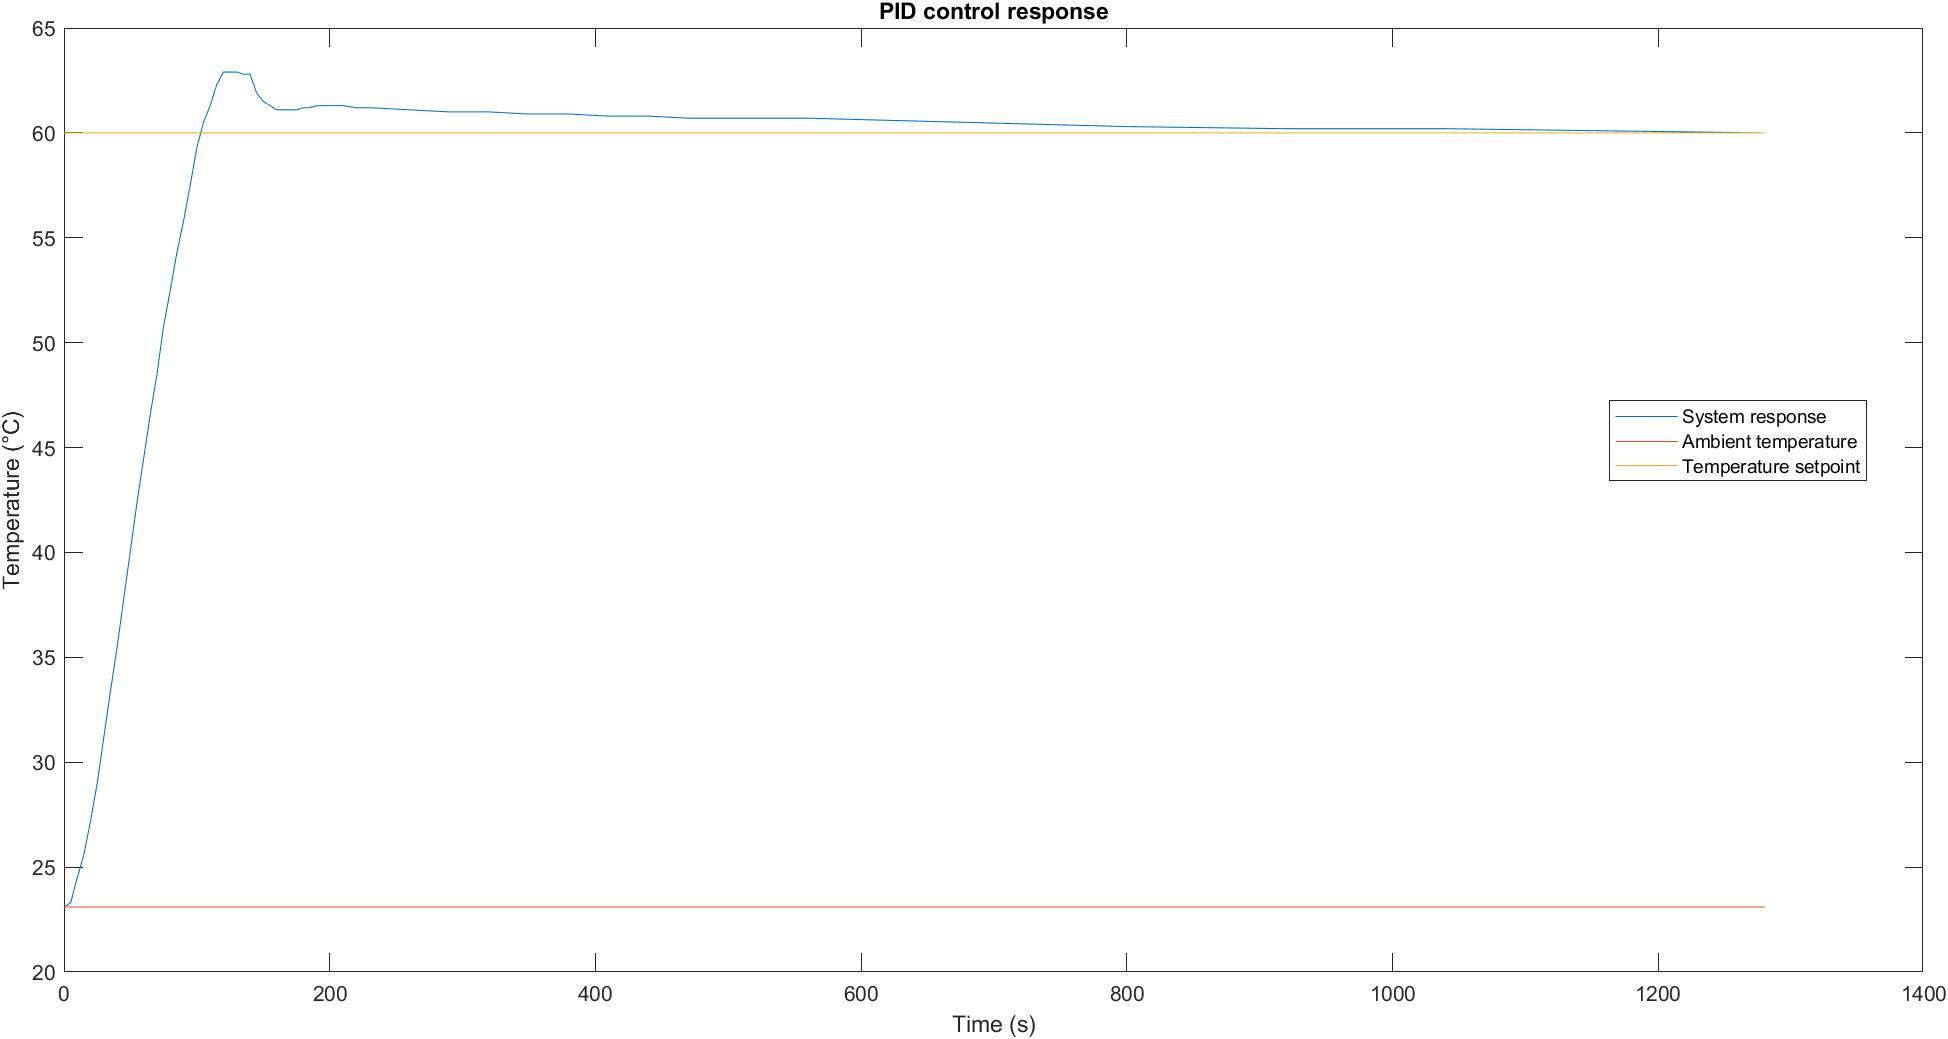 PID control response
65
60
55
50
45
40
35
30
25
20
Temperature (°C)
System response
Ambient temperature
Temperature setpoint
0 200 400 600 800 1000 1200 1400
Time (s)